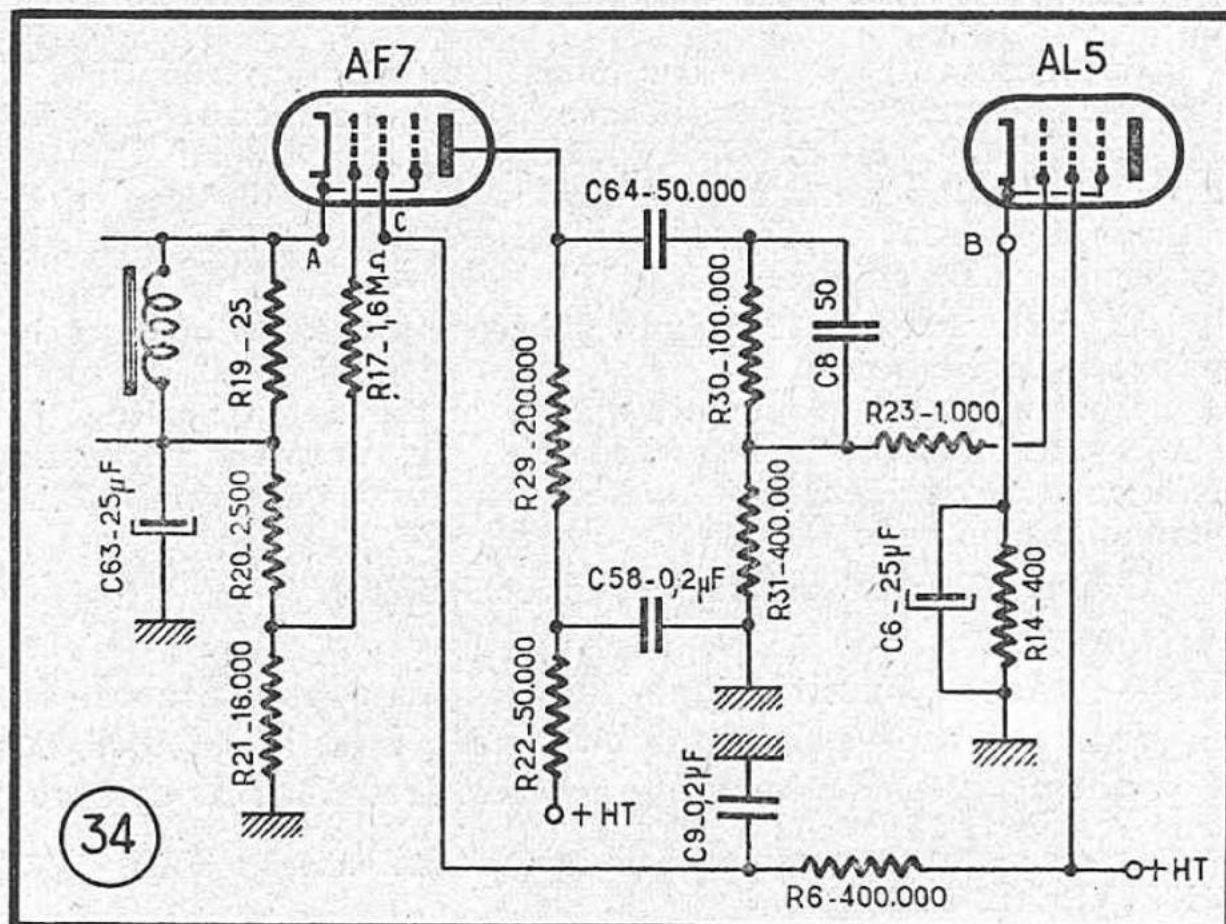 AF7
AL5
C64-50.000
C
A
B
R19-25
R17-1,6MΩ
R30-100.000
C8 50
R23-1.000
R29-200.000
C63-25µF
R20-2,500
C58-0,2µF
R31-400.000
C6-25µF
R14-400
R21-16.000
R22-50.000
C9-0,2µF
+HT
34
R6-400.000
+HT